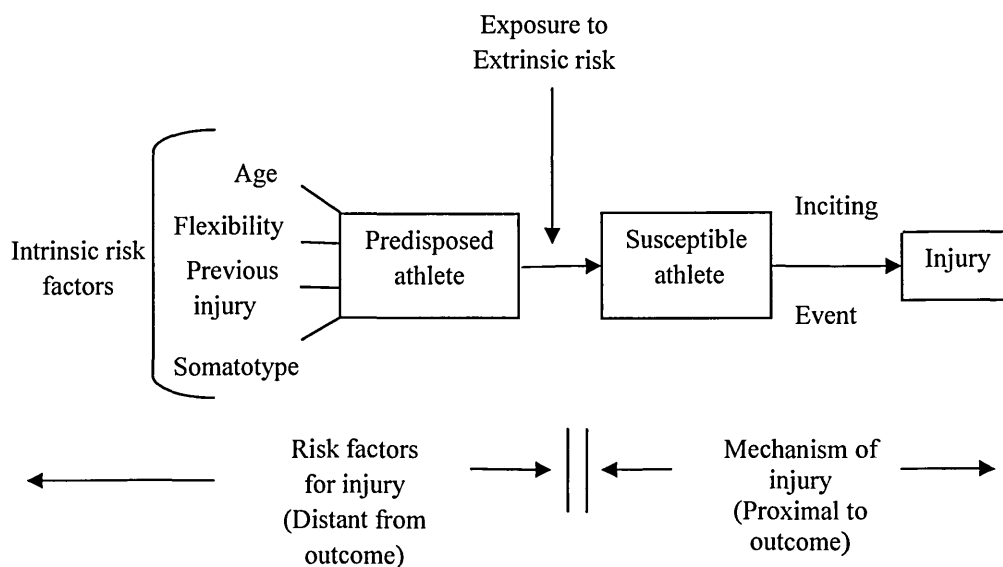 Exposure to
Extrinsic risk
Intrinsic risk
factors
Age
Flexibility
Previous
injury
Somatotype
Predisposed
athlete
Susceptible
athlete
Inciting
Event
Injury
Risk factors
for injury
(Distant from
outcome)
Mechanism of
injury
(Proximal to
outcome)